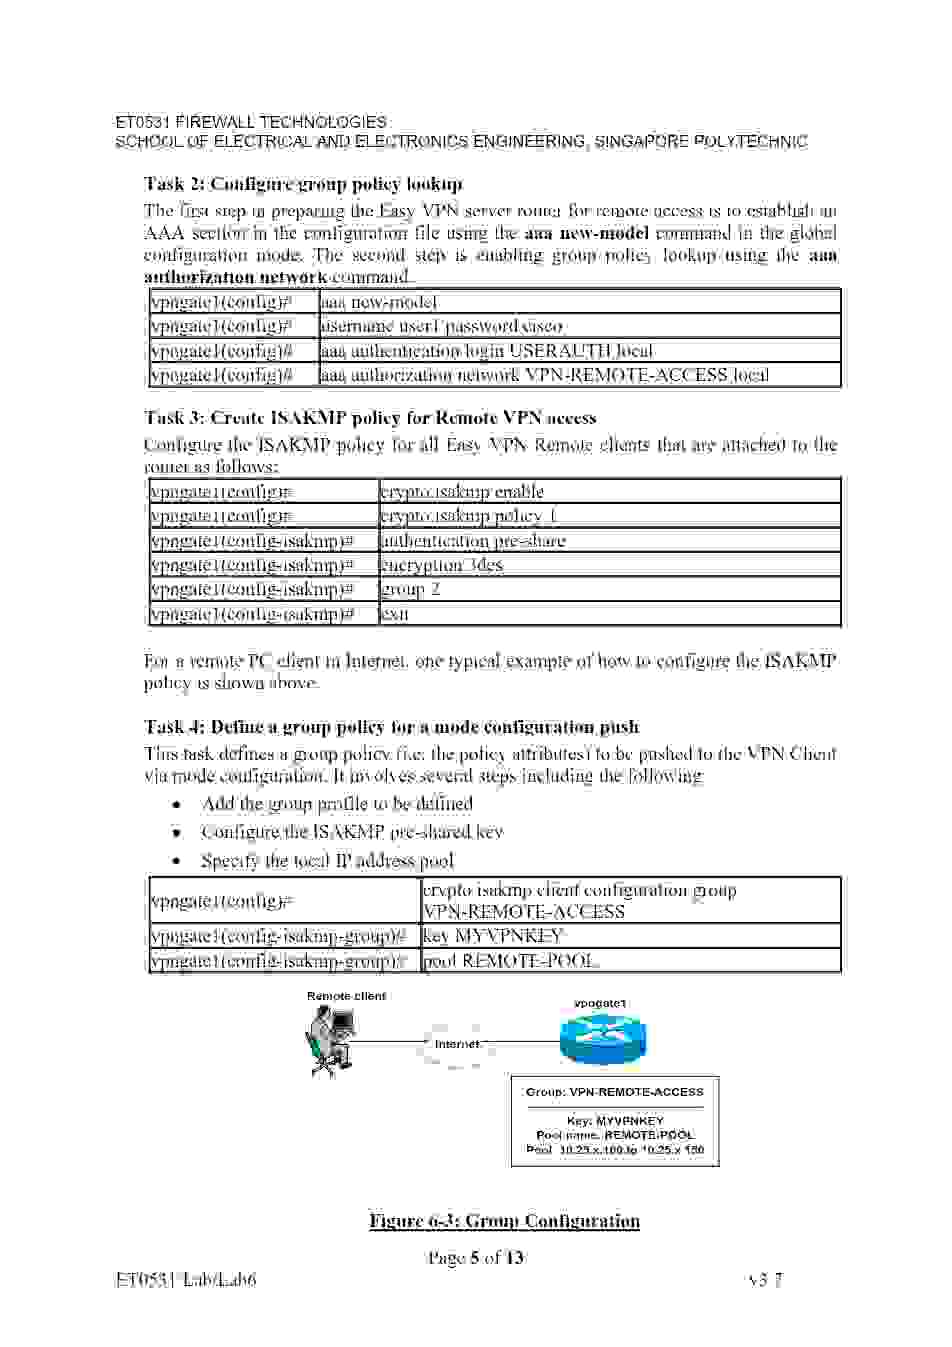 ET0531 FIREWALL TECHNOLOGIES
SCHOOL OF ELECTRICAL AND ELECTRONICS ENGINEERING, SINGAPORE POLYTECHNIC
Task 2: Configure group policy lookup
The first step in preparing the Easy VPN server router for remote access is to establish an
AAA section in the configuration file using the aaa new-model command in the global
configuration mode. The second step is enabling group policy lookup using the aaa
authorization network command.
vpngate1(config)# aaa new-model
vpngate1(config)# username user1 password cisco
vpngate1(config)# aaa authentication login USERAUTH local
vpngate1(config)# aaa authorization network VPN-REMOTE-ACCESS local
Task 3: Create ISAKMP policy for Remote VPN access
Configure the ISAKMP policy for all Easy VPN Remote clients that are attached to the
router as follows:
vpngate1(config)# crypto isakmp enable
vpngate1(config)# crypto isakmp policy 1
vpngate1(config-isakmp)# authentication pre-share
vpngate1(config-isakmp)# encryption 3des
vpngate1(config-isakmp)# group 2
vpngate1(config-isakmp)# exit
For a remote PC client in Internet, one typical example of how to configure the ISAKMP
policy is shown above.
Task 4: Define a group policy for a mode configuration push
This task defines a group policy (i.e. the policy attributes) to be pushed to the VPN Client
via mode configuration. It involves several steps including the following:
• Add the group profile to be defined
• Configure the ISAKMP pre-shared key
• Specify the local IP address pool
vpngate1(config)# crypto isakmp client configuration group
VPN-REMOTE-ACCESS
vpngate1(config-isakmp-group)# key MYVPNKEY
vpngate1(config-isakmp-group)# pool REMOTE-POOL
Remote client
vpngate1
Internet
Group: VPN-REMOTE-ACCESS
Key: MYVPNKEY
Pool name: REMOTE-POOL
Pool: 10.25.x.100 to 10.25.x.150
Figure 6-3: Group Configuration
Page 5 of 13
ET0531 Lab/Lab6 v3.7